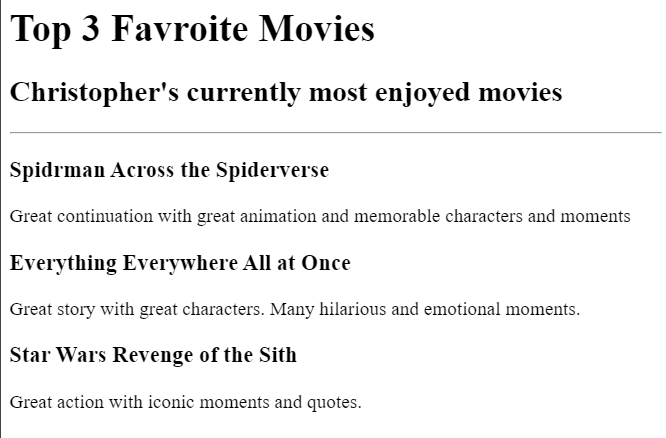 Top 3 Favroite Movies
Christopher's currently most enjoyed movies
Spidrman Across the Spiderverse
Great continuation with great animation and memorable characters and moments
Everything Everywhere All at Once
Great story with great characters. Many hilarious and emotional moments.
Star Wars Revenge of the Sith
Great action with iconic moments and quotes.